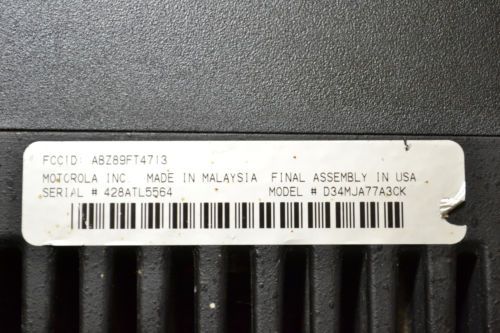 FCCID: ABZ89FT4713
MOTOROLA INC. MADE IN MALAYSIA FINAL ASSEMBLY IN USA
SERIAL # 428ATL5564 MODEL # D34MJA77A3CK